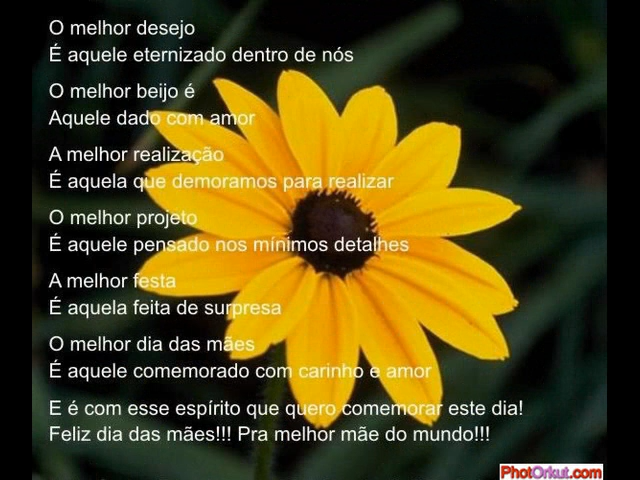 O melhor desejo
É aquele eternizado dentro de nós
O melhor beijo é
Aquele dado com amor
A melhor realização
É aquela que demoramos para realizar
O melhor projeto
É aquele pensado nos mínimos detalhes
A melhor festa
É aquela feita de surpresa
O melhor dia das mães
É aquele comemorado com carinho e amor
E é com esse espírito que quero comemorar este dia!
Feliz dia das mães!!! Pra melhor mãe do mundo!!!
PhotOrkut.com